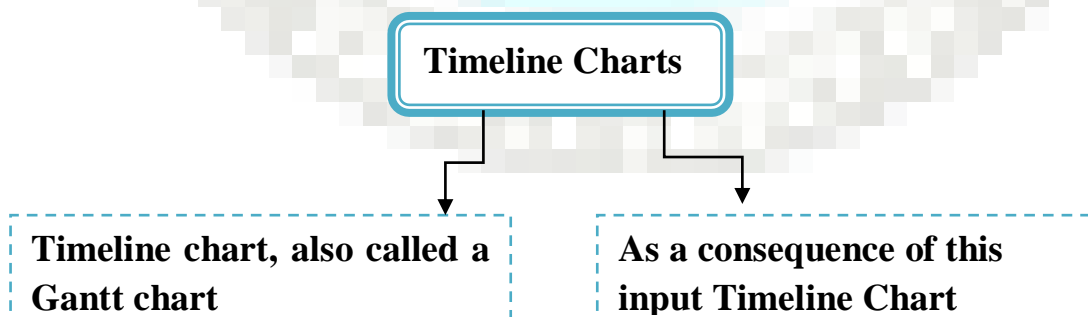 Timeline Charts
Timeline chart, also called a
Gantt chart
As a consequence of this
input Timeline Chart